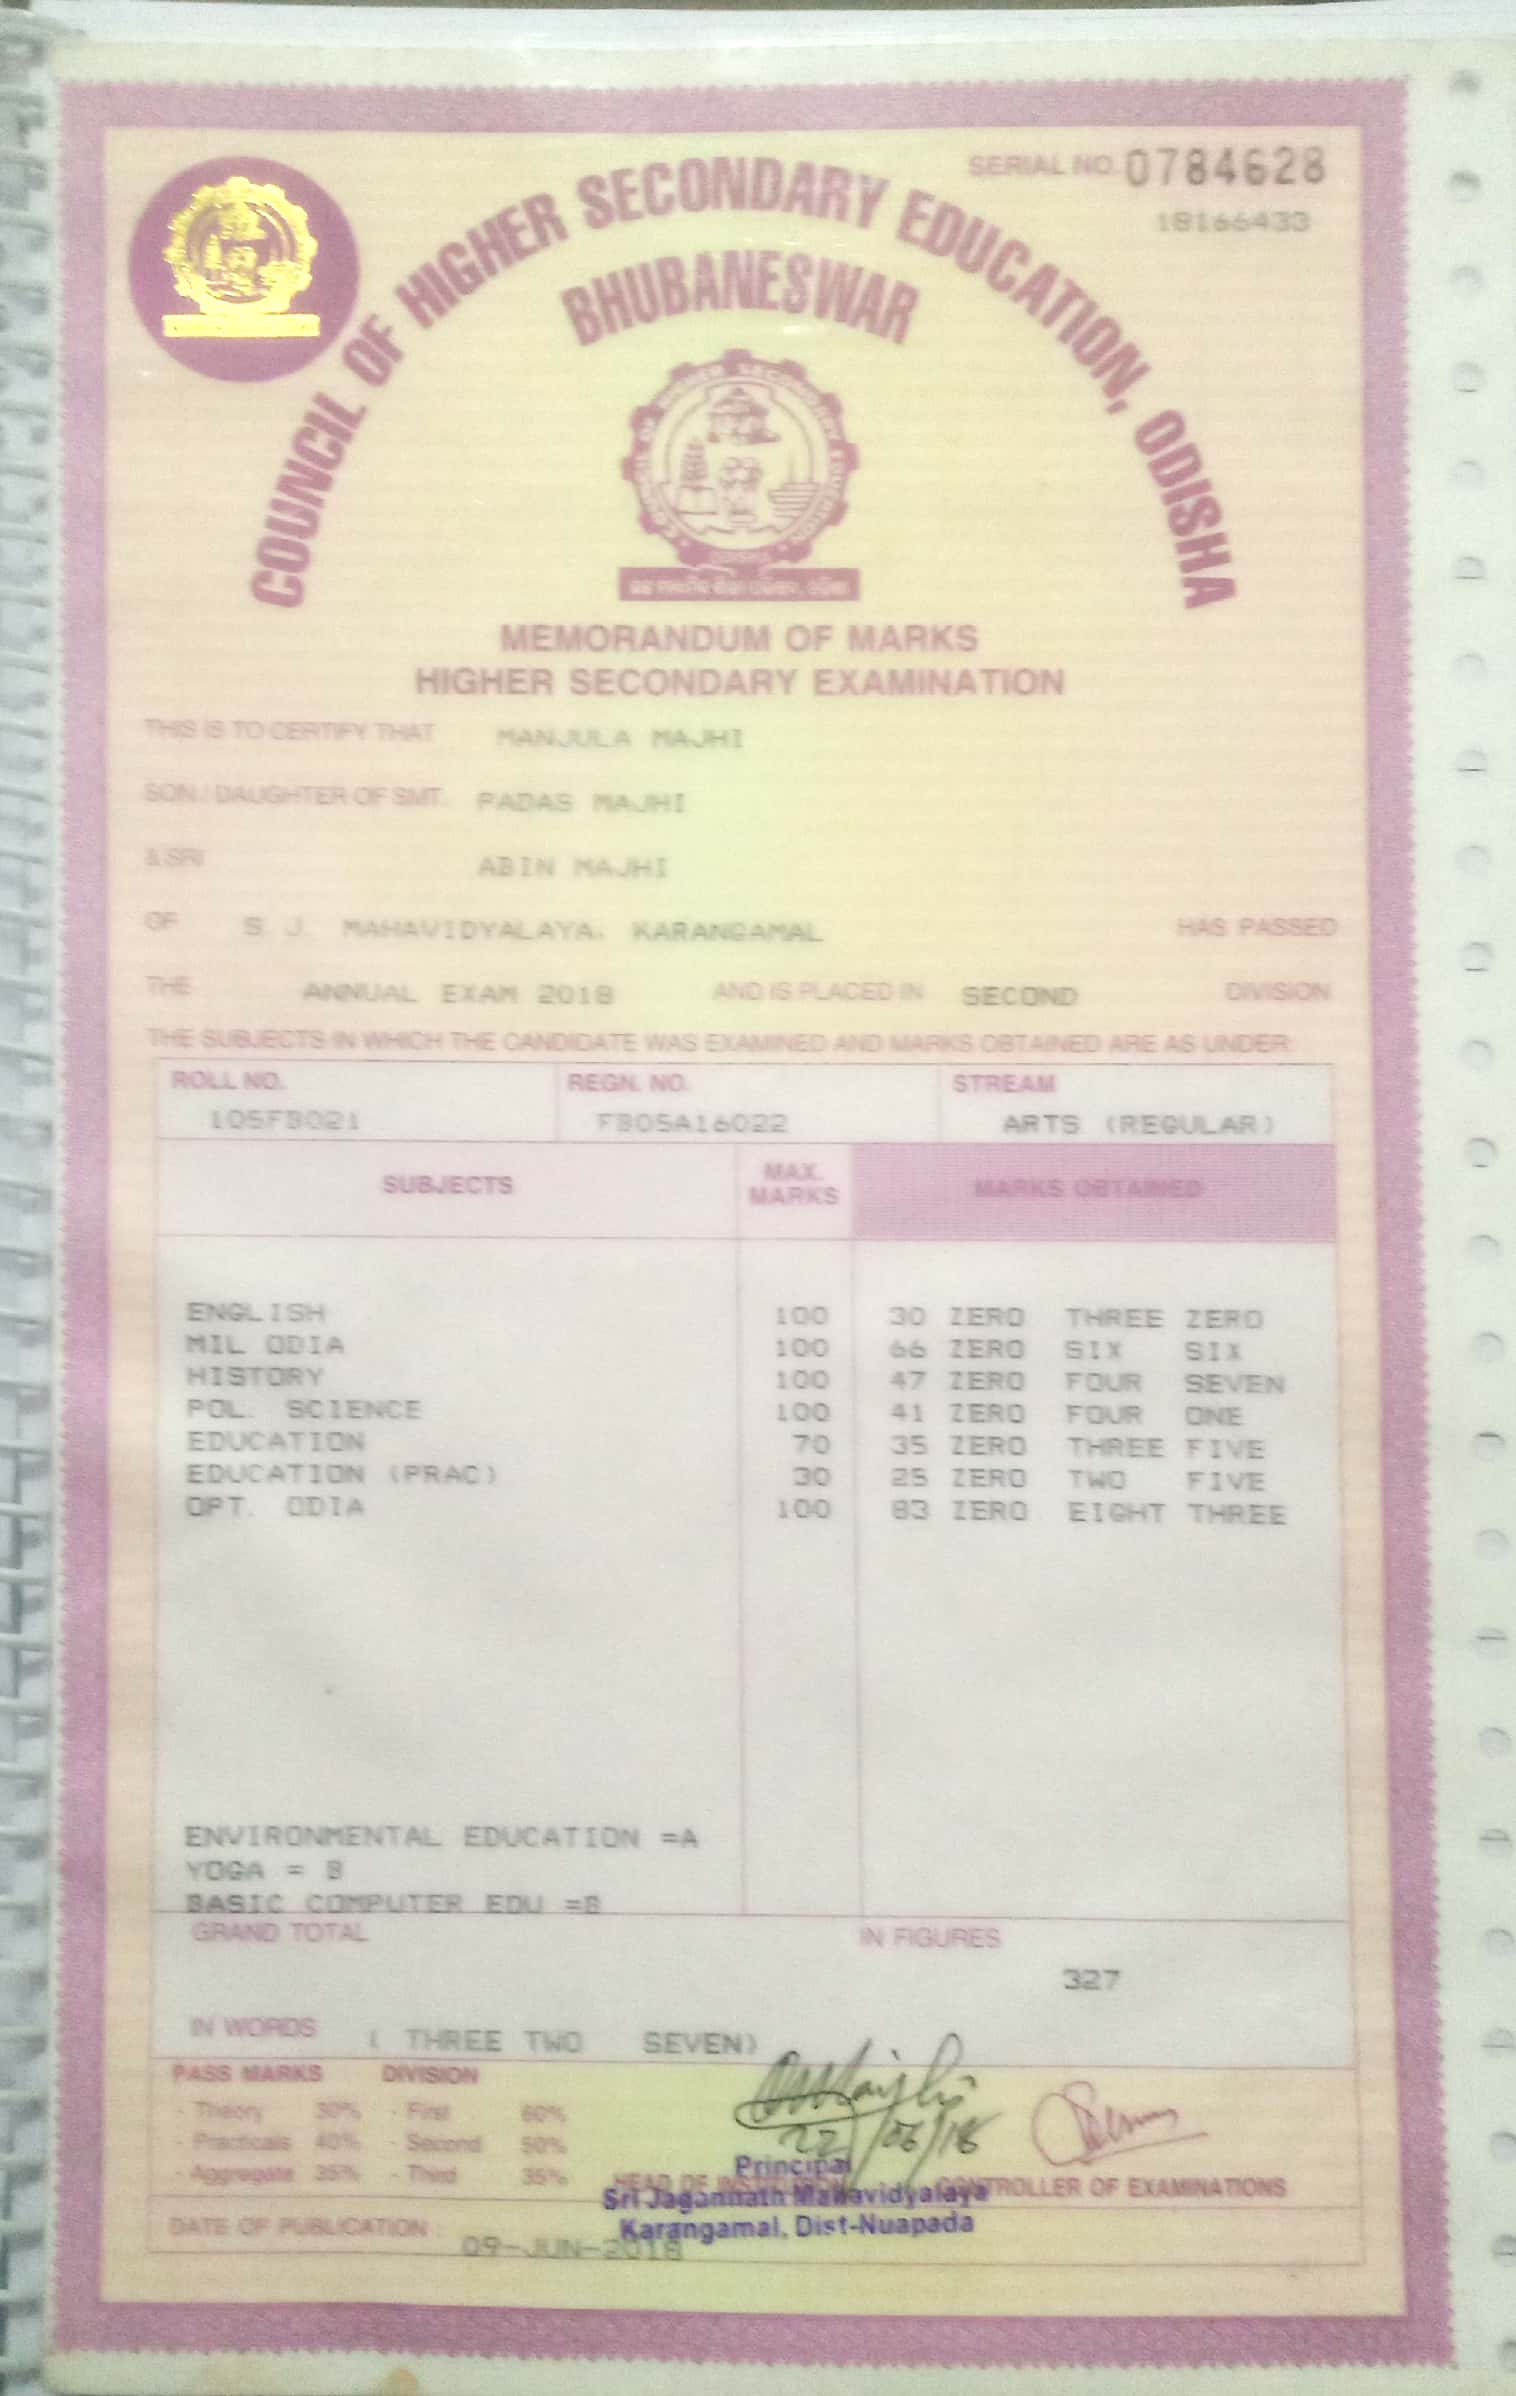 SERIAL NO. 0784628
18166433
COUNCIL OF HIGHER SECONDARY EDUCATION, ODISHA
BHUBANESWAR
MEMORANDUM OF MARKS
HIGHER SECONDARY EXAMINATION
THIS IS TO CERTIFY THAT MANJULA MAJHI
SON / DAUGHTER OF SMT. PADAS MAJHI
& SRI ABIN MAJHI
OF S. J. MAHAVIDYALAYA, KARANGAMAL HAS PASSED
THE ANNUAL EXAM 2018 AND IS PLACED IN SECOND DIVISION
THE SUBJECTS IN WHICH THE CANDIDATE WAS EXAMINED AND MARKS OBTAINED ARE AS UNDER:
ROLL NO. REGN. NO. STREAM
105FB021 FB05A16022 ARTS (REGULAR)
SUBJECTS MAX. MARKS MARKS OBTAINED
ENGLISH 100 30 ZERO THREE ZERO
MIL ODIA 100 66 ZERO SIX SIX
HISTORY 100 47 ZERO FOUR SEVEN
POL. SCIENCE 100 41 ZERO FOUR ONE
EDUCATION 70 35 ZERO THREE FIVE
EDUCATION (PRAC) 30 25 ZERO TWO FIVE
OPT. ODIA 100 83 ZERO EIGHT THREE
ENVIRONMENTAL EDUCATION =A
YOGA = B
BASIC COMPUTER EDU =B
GRAND TOTAL IN FIGURES
327
IN WORDS ( THREE TWO SEVEN)
PASS MARKS DIVISION
- Theory 30% - First 60%
- Practicals 40% - Second 50%
- Aggregate 35% - Third 35%
22/06/18
Principal
HEAD OF CONTROLLER OF EXAMINATIONS
Sri Jagannath Mahavidyalaya
Karangamal, Dist-Nuapada
DATE OF PUBLICATION : 09-JUN-2018